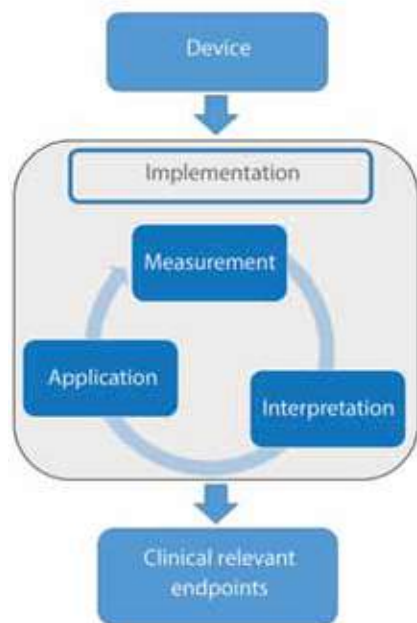 Device
Implementation
Measurement
Application
Interpretation
Clinical relevant
endpoints